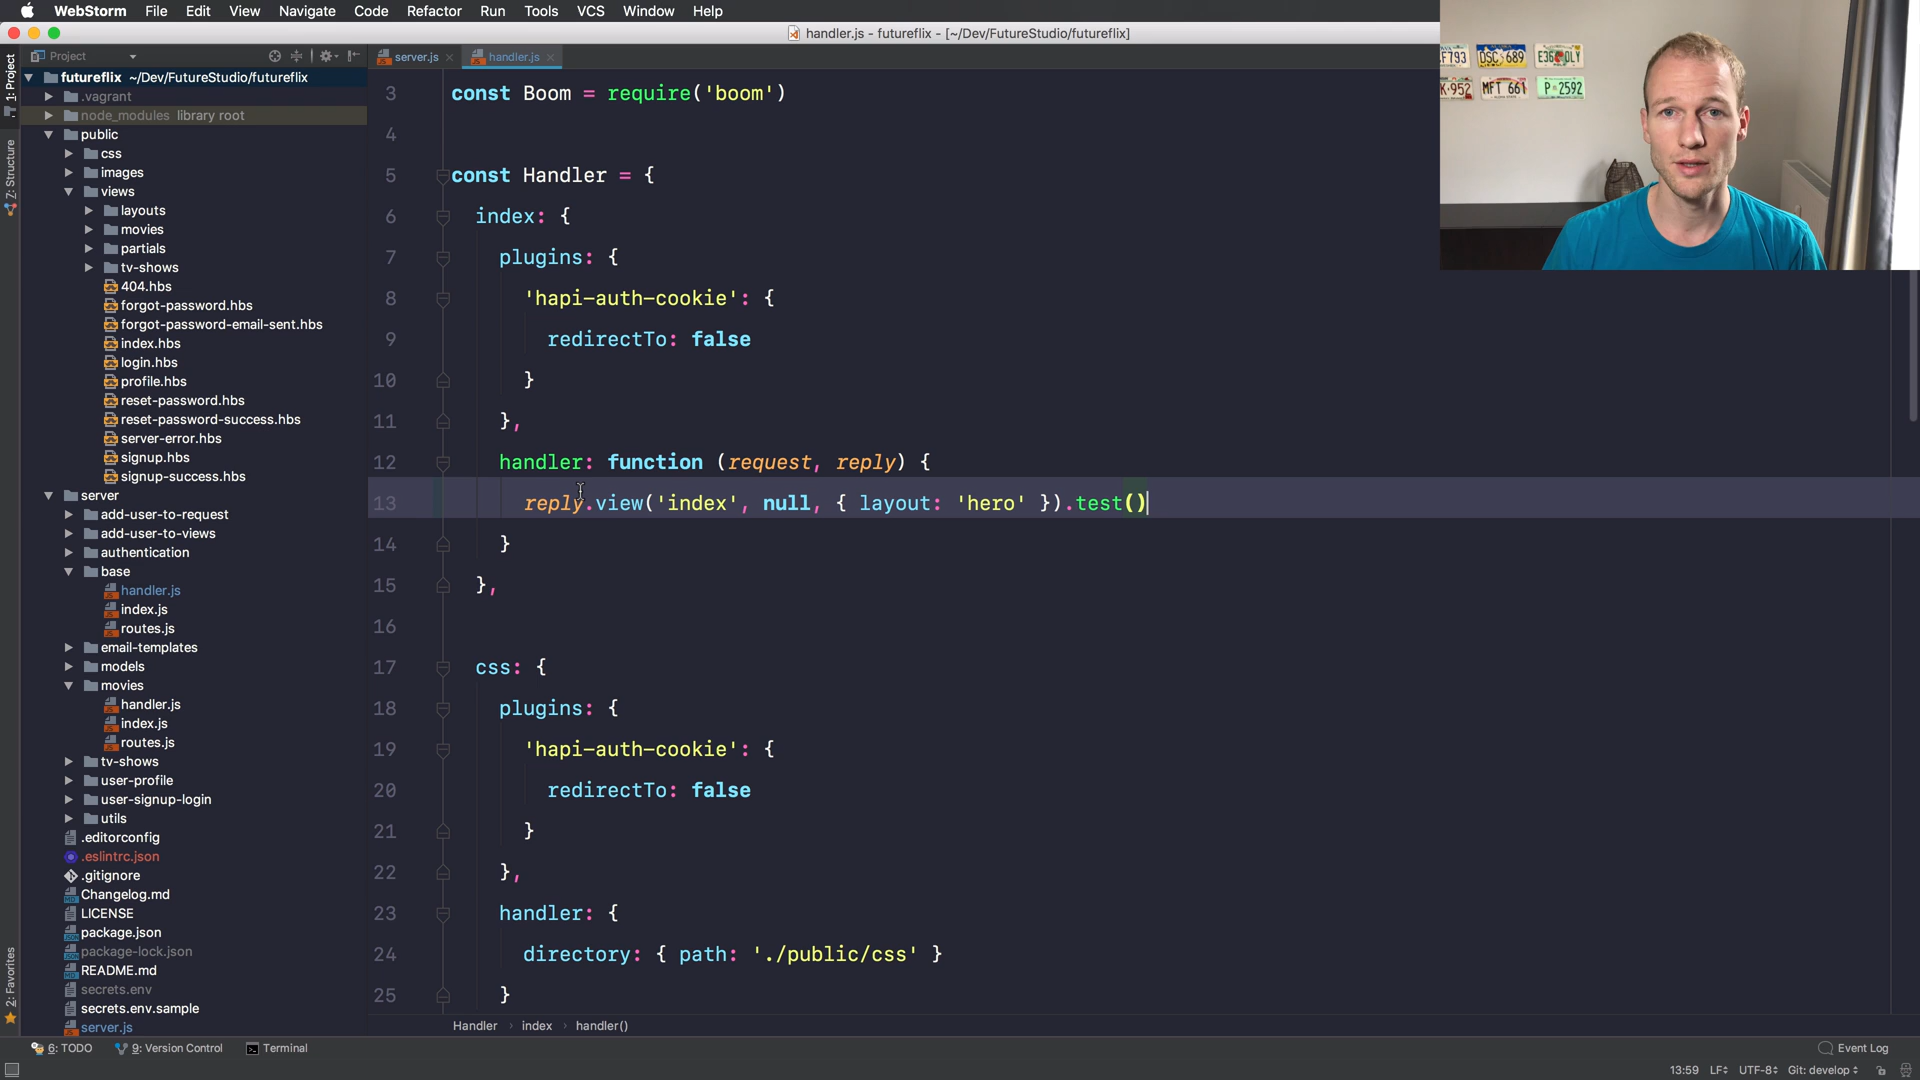 WebStorm File Edit View Navigate Code Refactor Run Tools VCS Window Help
handler.js - futureflix - [~/Dev/FutureStudio/futureflix]
Project
server.js
handler.js
1: Project
7: Structure
2: Favorites
futureflix ~/Dev/FutureStudio/futureflix
.vagrant
node_modules library root
public
css
images
views
layouts
movies
partials
tv-shows
404.hbs
forgot-password.hbs
forgot-password-email-sent.hbs
index.hbs
login.hbs
profile.hbs
reset-password.hbs
reset-password-success.hbs
server-error.hbs
signup.hbs
signup-success.hbs
server
add-user-to-request
add-user-to-views
authentication
base
handler.js
index.js
routes.js
email-templates
models
movies
handler.js
index.js
routes.js
tv-shows
user-profile
user-signup-login
utils
.editorconfig
.eslintrc.json
.gitignore
Changelog.md
LICENSE
package.json
package-lock.json
README.md
secrets.env
secrets.env.sample
server.js
3 const Boom = require('boom')
4
5 const Handler = {
6 index: {
7 plugins: {
8 'hapi-auth-cookie': {
9 redirectTo: false
10 }
11 },
12 handler: function (request, reply) {
13 reply.view('index', null, { layout: 'hero' }).test()
14 }
15 },
16
17 css: {
18 plugins: {
19 'hapi-auth-cookie': {
20 redirectTo: false
21 }
22 },
23 handler: {
24 directory: { path: './public/css' }
25 }
Handler › index › handler()
F793 DSC 689
K·952 MFT 661 P·2592
6: TODO 9: Version Control Terminal Event Log
13:59 LF UTF-8 Git: develop